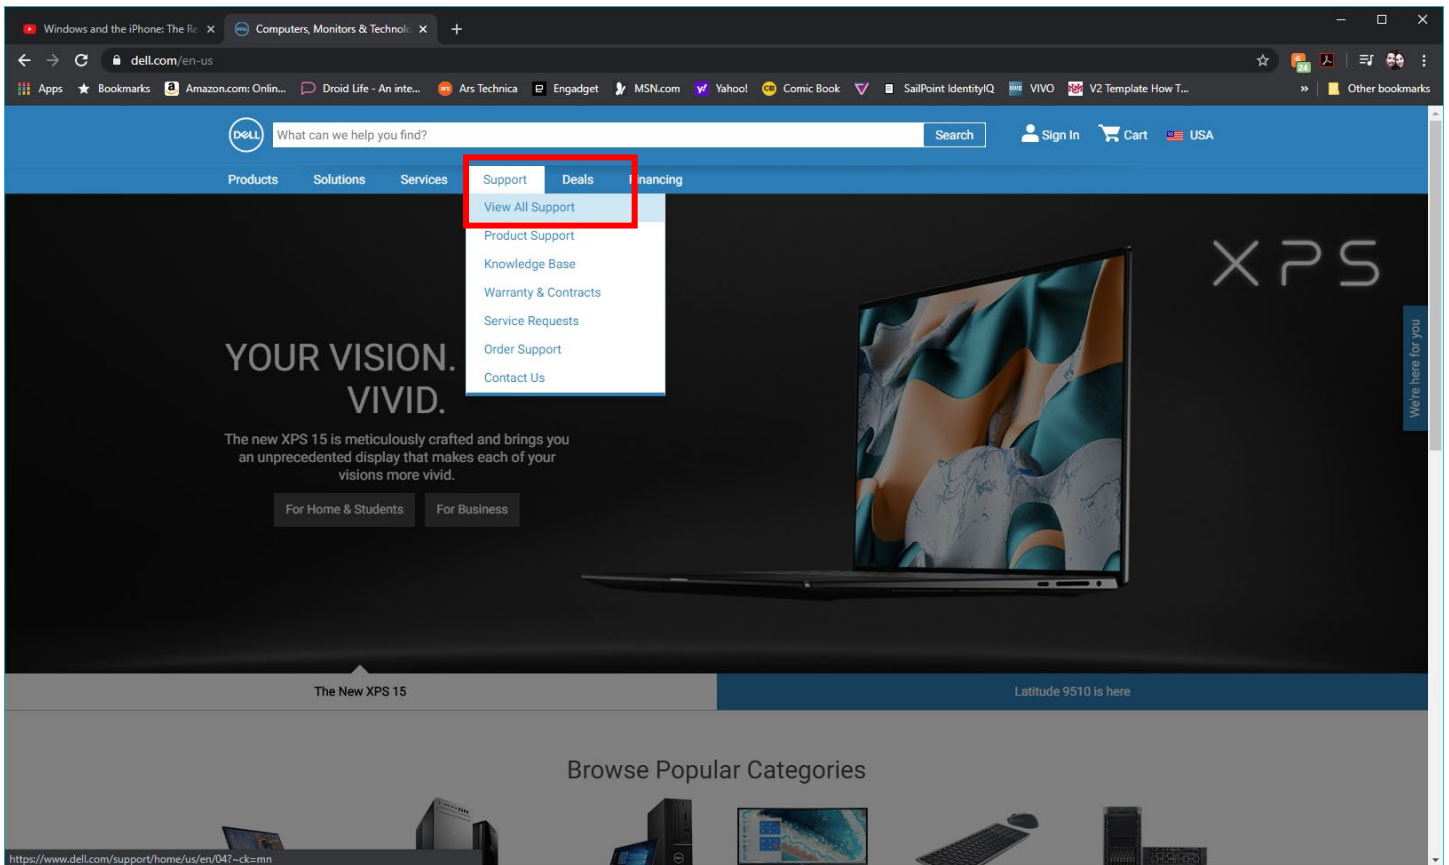 Windows and the iPhone: The Re
Computers, Monitors & Technolo
dell.com/en-us
24
Apps
Bookmarks
Amazon.com: Onlin...
Droid Life - An inte...
Ars Technica
Engadget
MSN.com
Yahoo!
Comic Book
SailPoint IdentityIQ
VIVO
V2 Template How T...
»
Other bookmarks
DELL
What can we help you find?
Search
Sign In
Cart
USA
Products
Solutions
Services
Support
Deals
Financing
View All Support
Product Support
Knowledge Base
Warranty & Contracts
Service Requests
Order Support
Contact Us
XPS
YOUR VISION.
VIVID.
The new XPS 15 is meticulously crafted and brings you
an unprecedented display that makes each of your
visions more vivid.
For Home & Students
For Business
We're here for you
The New XPS 15
Latitude 9510 is here
Browse Popular Categories
https://www.dell.com/support/home/us/en/04?~ck=mn